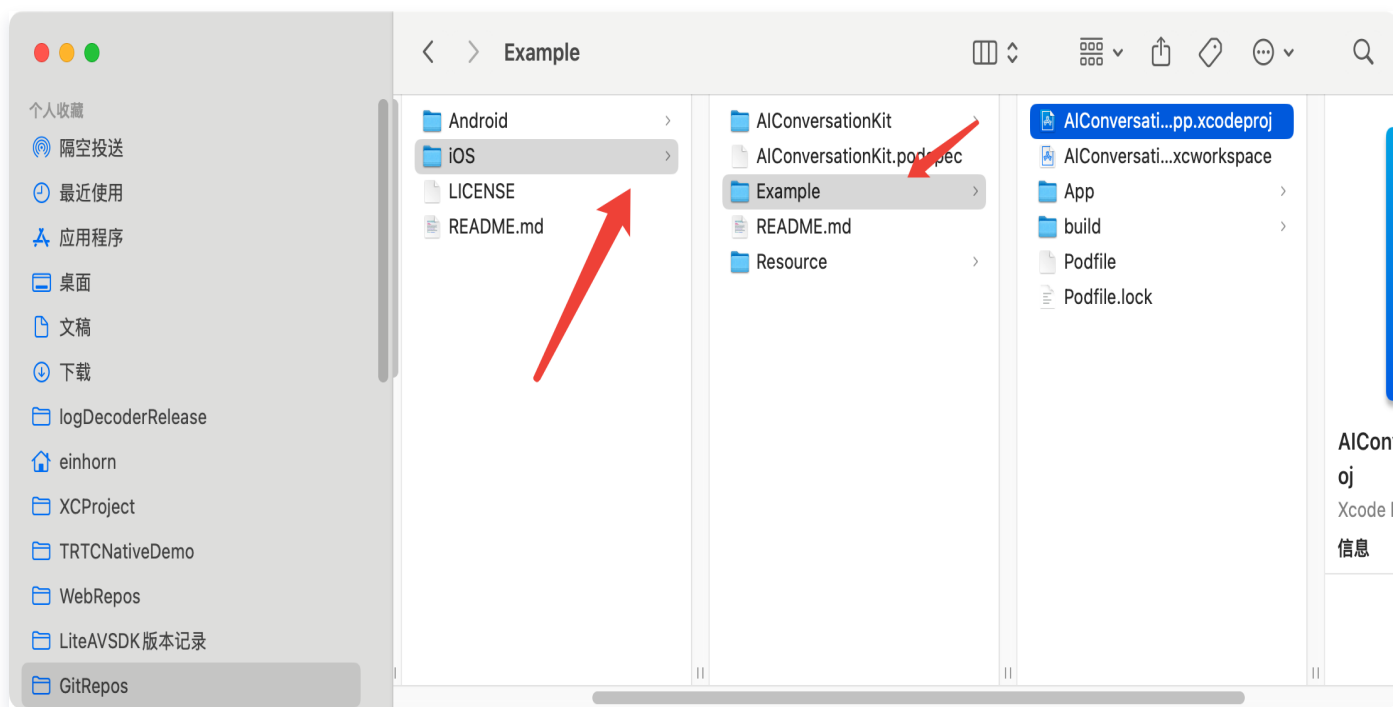 Example
个人收藏
隔空投送
最近使用
应用程序
桌面
文稿
下载
logDecoderRelease
einhorn
XCProject
TRTCNativeDemo
WebRepos
LiteAVSDK版本记录
GitRepos
Android
iOS
LICENSE
README.md
AIConversationKit
AIConversationKit.podspec
Example
README.md
Resource
AIConversati...pp.xcodeproj
AIConversati...xcworkspace
App
build
Podfile
Podfile.lock
AICon
oj
Xcode
信息